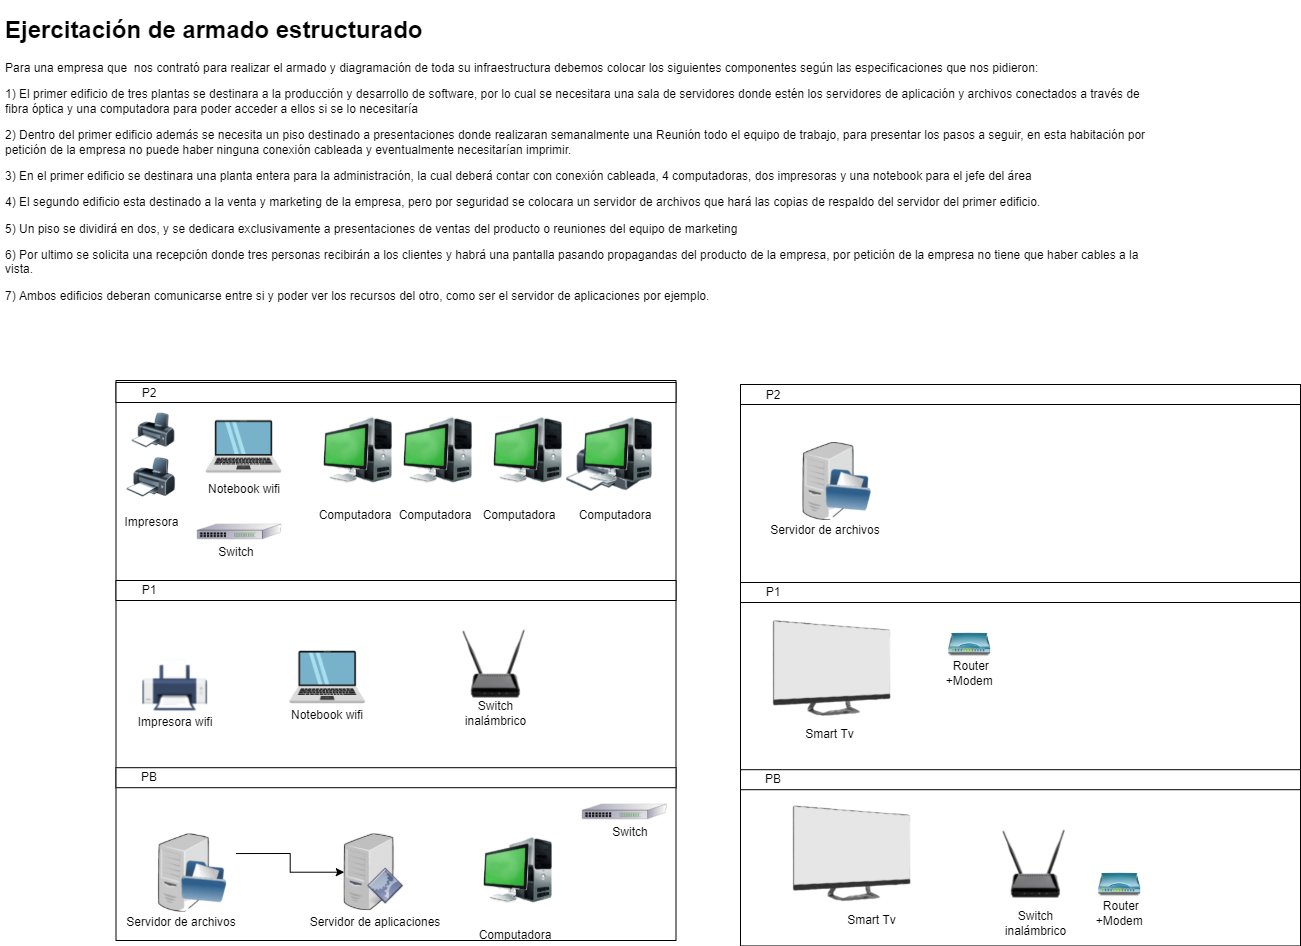 Ejercitación de armado estructurado
Para una empresa que  nos contrató para realizar el armado y diagramación de toda su infraestructura debemos colocar los siguientes componentes según las especificaciones que nos pidieron:
1) El primer edificio de tres plantas se destinara a la producción y desarrollo de software, por lo cual se necesitara una sala de servidores donde estén los servidores de aplicación y archivos conectados a través de
fibra óptica y una computadora para poder acceder a ellos si se lo necesitaría
2) Dentro del primer edificio además se necesita un piso destinado a presentaciones donde realizaran semanalmente una Reunión todo el equipo de trabajo, para presentar los pasos a seguir, en esta habitación por
petición de la empresa no puede haber ninguna conexión cableada y eventualmente necesitarían imprimir.
3) En el primer edificio se destinara una planta entera para la administración, la cual deberá contar con conexión cableada, 4 computadoras, dos impresoras y una notebook para el jefe del área
4) El segundo edificio esta destinado a la venta y marketing de la empresa, pero por seguridad se colocara un servidor de archivos que hará las copias de respaldo del servidor del primer edificio.
5) Un piso se dividirá en dos, y se dedicara exclusivamente a presentaciones de ventas del producto o reuniones del equipo de marketing
6) Por ultimo se solicita una recepción donde tres personas recibirán a los clientes y habrá una pantalla pasando propagandas del producto de la empresa, por petición de la empresa no tiene que haber cables a la
vista.
7) Ambos edificios deberan comunicarse entre si y poder ver los recursos del otro, como ser el servidor de aplicaciones por ejemplo.
P2
Notebook wifi
Impresora
Computadora
Computadora
Computadora
Computadora
Switch
P1
Impresora wifi
Notebook wifi
Switch
inalámbrico
PB
Switch
Servidor de archivos
Servidor de aplicaciones
Computadora
P2
Servidor de archivos
P1
Router
+Modem
Smart Tv
PB
Smart Tv
Switch
inalámbrico
Router
+Modem